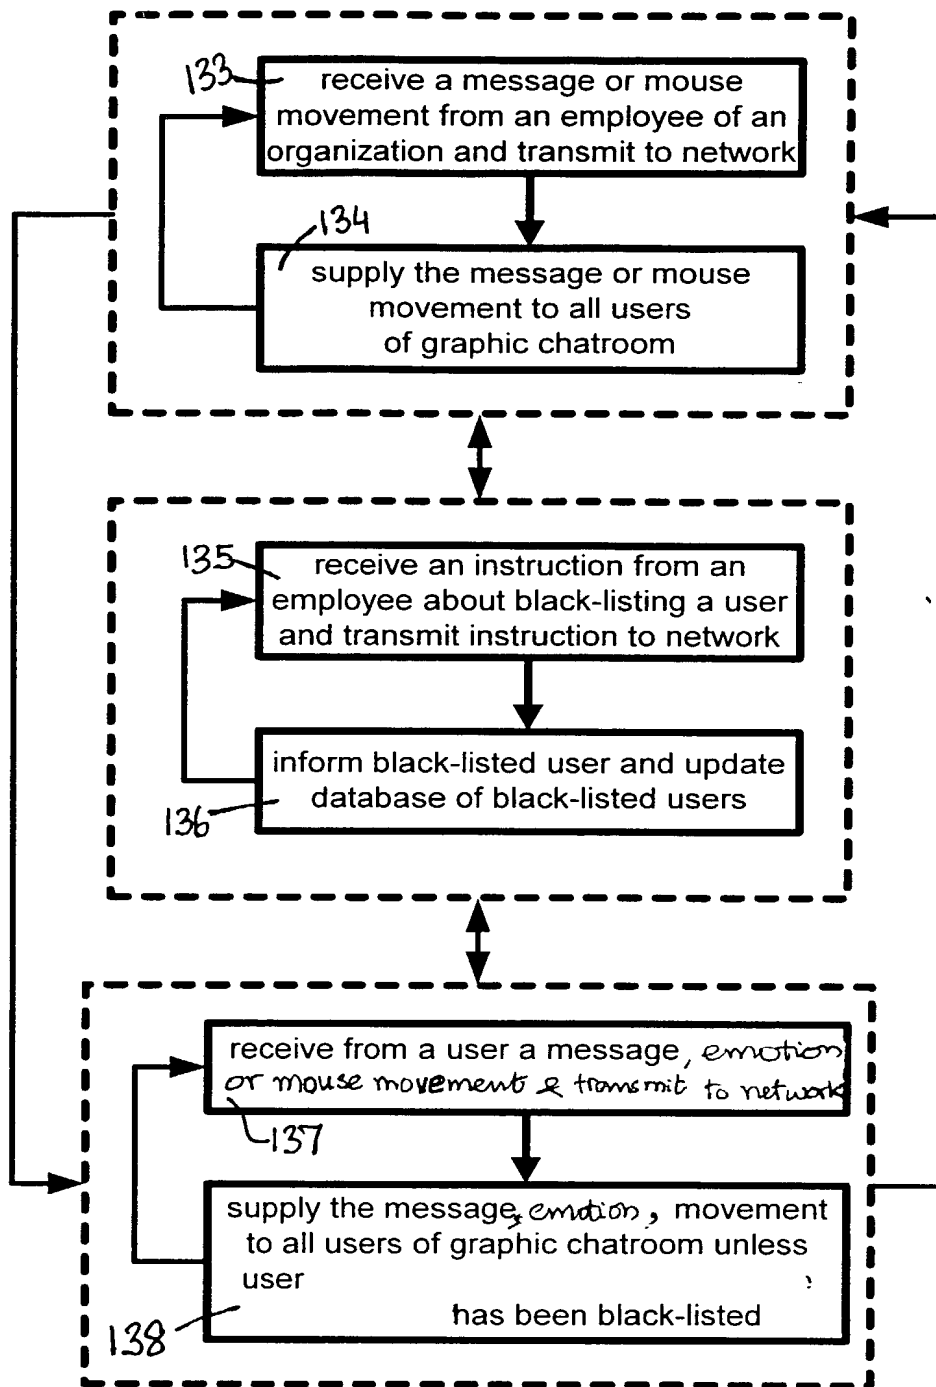 133
receive a message or mouse
movement from an employee of an
organization and transmit to network
134
supply the message or mouse
movement to all users
of graphic chatroom
135
receive an instruction from an
employee about black-listing a user
and transmit instruction to network
inform black-listed user and update
database of black-listed users
136
receive from a user a message, emotion
or mouse movement & transmit to network
137
supply the message, emotion, movement
to all users of graphic chatroom unless
user
has been black-listed
138